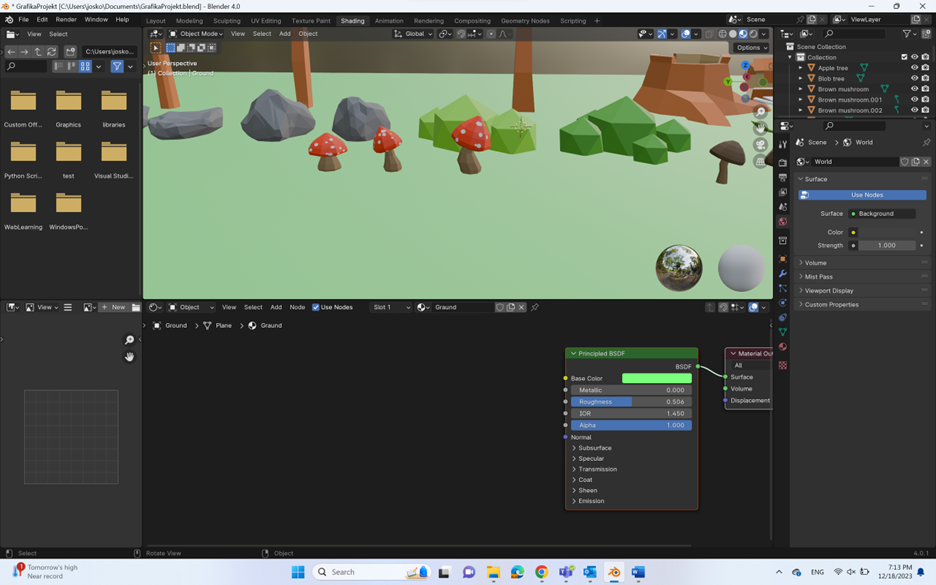 * GrafikaProjekt [C:\Users\josko\Documents\GrafikaProjekt.blend] - Blender 4.0
File Edit Render Window Help
Layout Modeling Sculpting UV Editing Texture Paint Shading Animation Rendering Compositing Geometry Nodes Scripting +
Scene ViewLayer
View Select
Object Mode View Select Add Object Global
C:\Users\josko...
Options
User Perspective
(1) Collection | Ground
Custom Off... Graphics libraries
Python Scri... test Visual Studi...
WebLearning WindowsPo...
Scene Collection
Collection
Apple tree
Blob tree
Brown mushroom
Brown mushroom.001
Brown mushroom.002
Scene World
World
Surface
Use Nodes
Surface Background
Color
Strength 1.000
Volume
Mist Pass
Viewport Display
Custom Properties
View + New
Object View Select Add Node Use Nodes Slot 1 Ground
Ground > Plane > Ground
Principled BSDF
BSDF
Base Color
Metallic 0.000
Roughness 0.506
IOR 1.450
Alpha 1.000
Normal
Subsurface
Specular
Transmission
Coat
Sheen
Emission
Material Out
All
Surface
Volume
Displacement
Select Rotate View Object 4.0.1
1
Tomorrow's high
Near record
Search
ENG
7:13 PM
12/18/2023